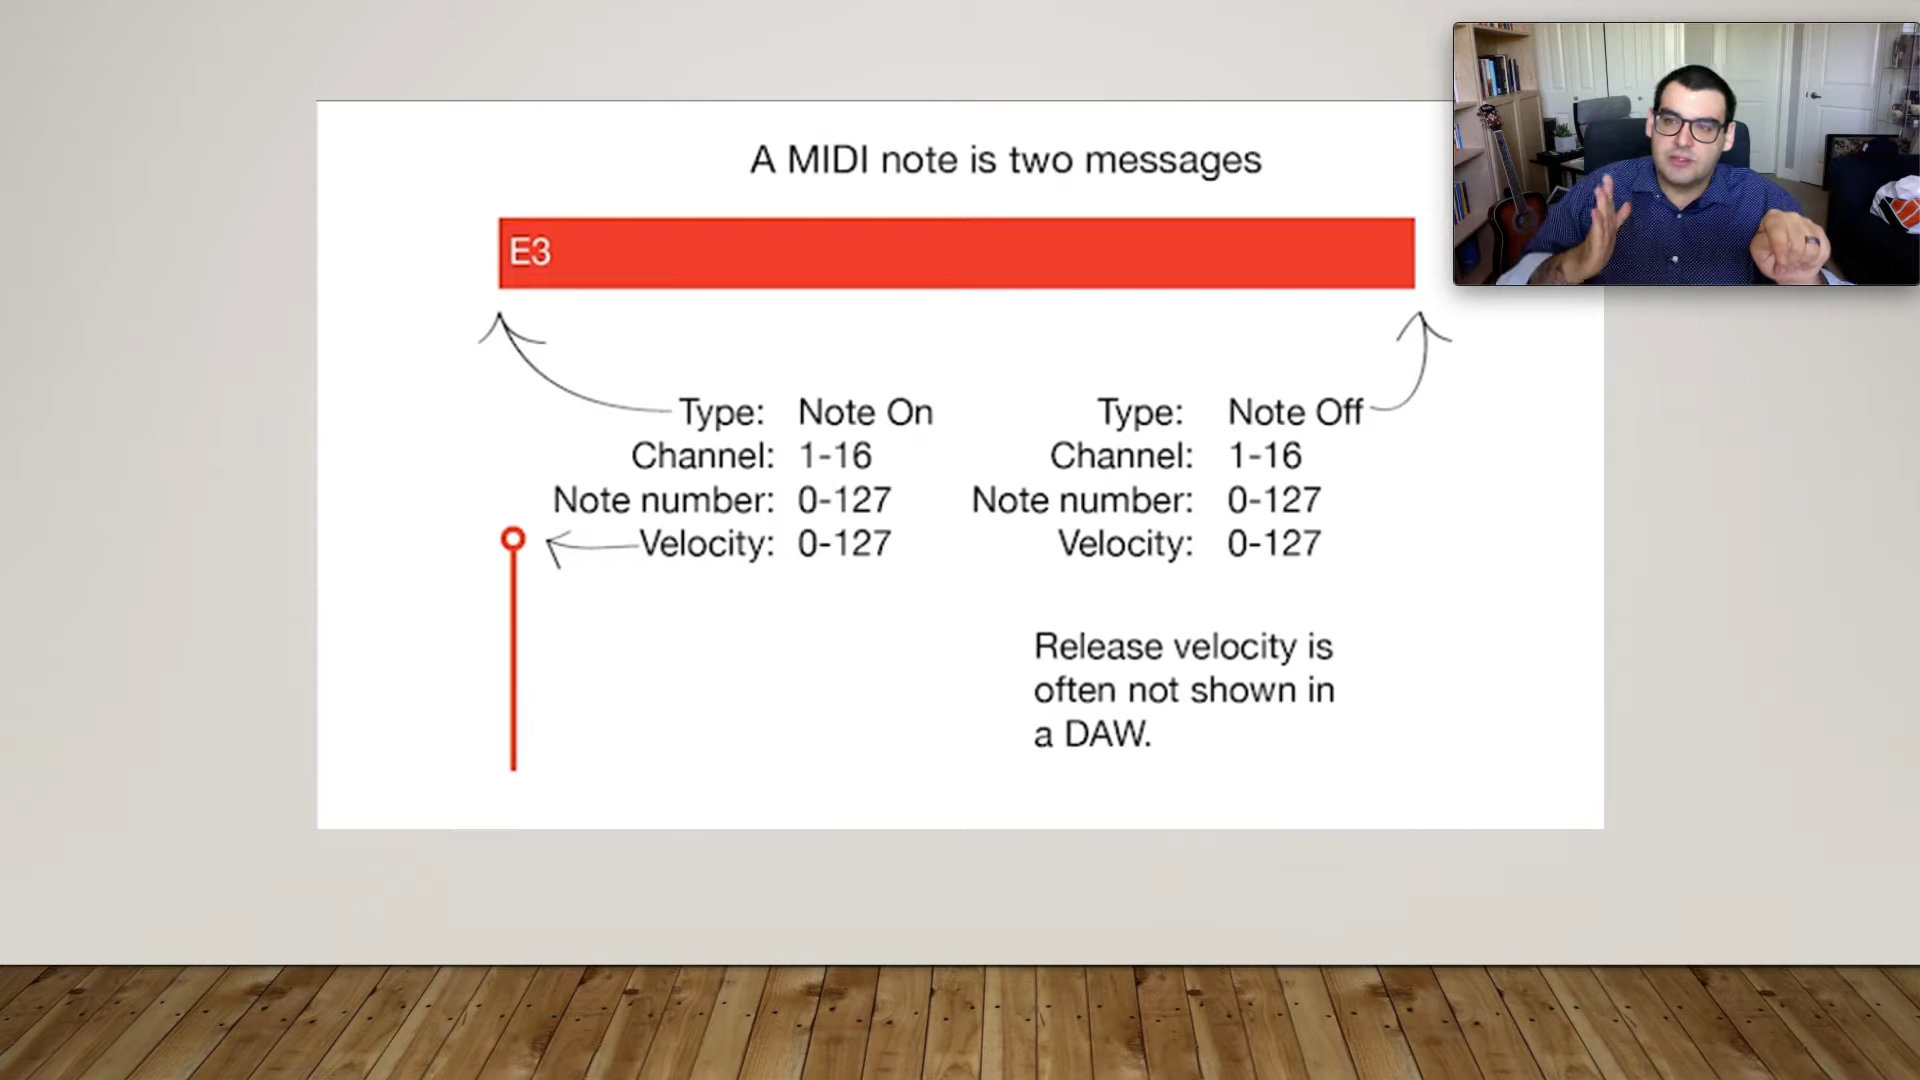 A MIDI note is two messages
E3
Type: Note On
Channel: 1-16
Note number: 0-127
Velocity: 0-127
Type: Note Off
Channel: 1-16
Note number: 0-127
Velocity: 0-127
Release velocity is
often not shown in
a DAW.